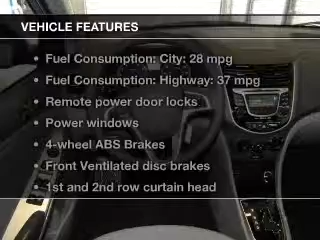 VEHICLE FEATURES
• Fuel Consumption: City: 28 mpg
• Fuel Consumption: Highway: 37 mpg
• Remote power door locks
• Power windows
• 4-wheel ABS Brakes
• Front Ventilated disc brakes
• 1st and 2nd row curtain head